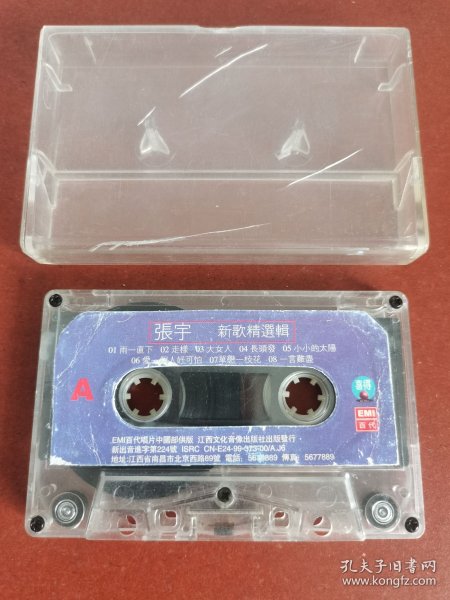 張宇 新歌精選輯
01 雨一直下 02 走樣 03 大女人 04 長頭發 05 小小的太陽
06 愛一個人好可怕 07 單戀一枝花 08 一言難盡
A
喜得
EMI
百代
EMI百代唱片中國部供版 江西文化音像出版社出版發行
新出音進字第224號 ISRC CN-E24-99-373-00/A.J6
地址:江西省南昌市北京西路89號 電話: 5678889 傳真: 5677889
孔夫子旧书网
www.kongfz.com